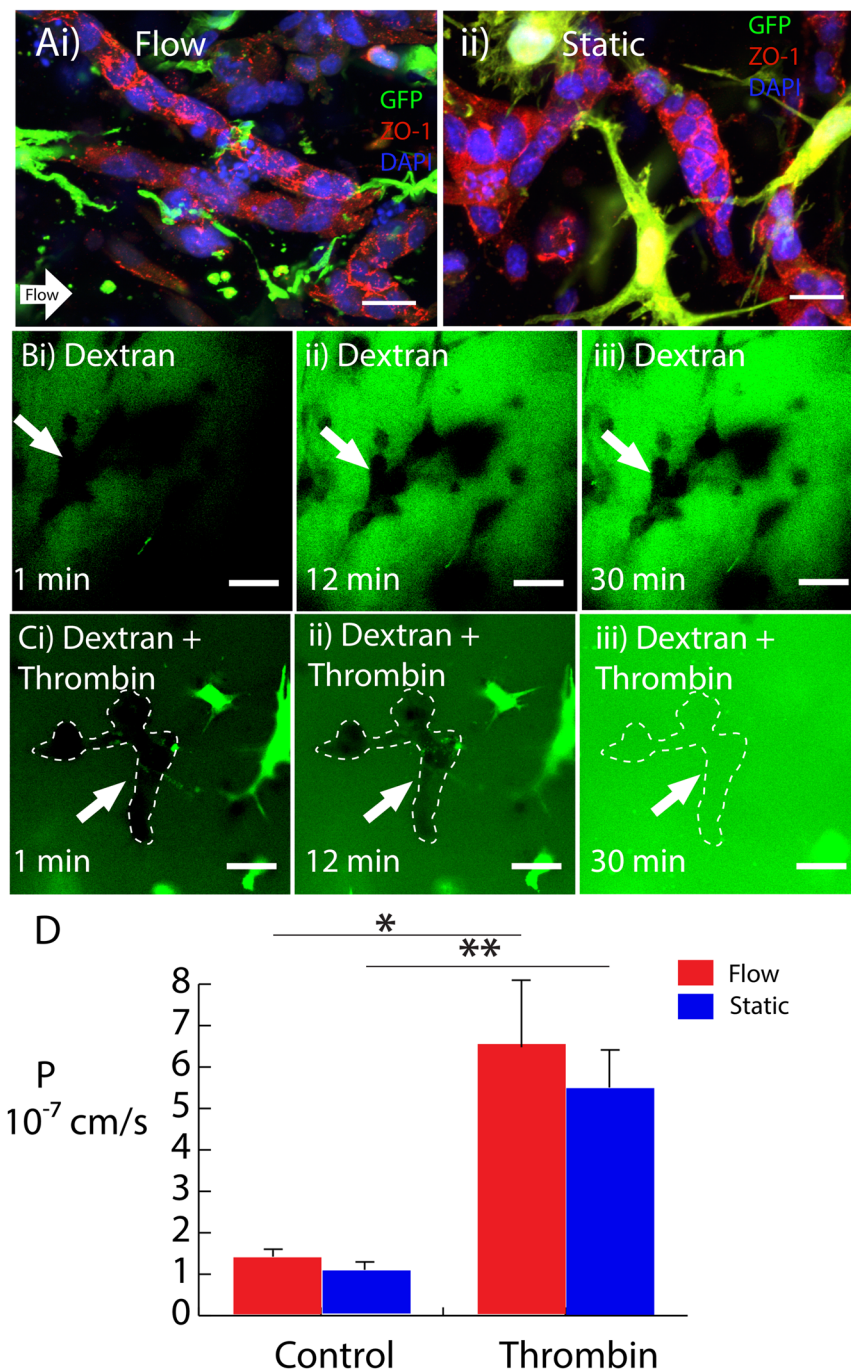 Ai) Flow
GFP
ZO-1
DAPI
Flow
ii) Static
GFP
ZO-1
DAPI
Bi) Dextran
1 min
ii) Dextran
12 min
iii) Dextran
30 min
Ci) Dextran +
Thrombin
1 min
ii) Dextran +
Thrombin
12 min
iii) Dextran +
Thrombin
30 min
D
*
**
Flow
Static
P
10⁻⁷ cm/s
8
7
6
5
4
3
2
1
0
Control
Thrombin